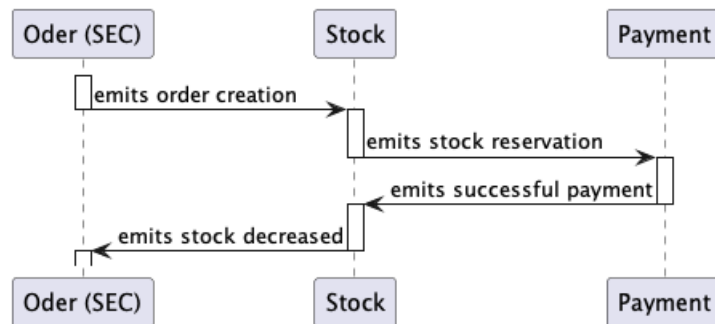 Oder (SEC)
Stock
Payment
emits order creation
emits stock reservation
emits successful payment
emits stock decreased
Oder (SEC)
Stock
Payment